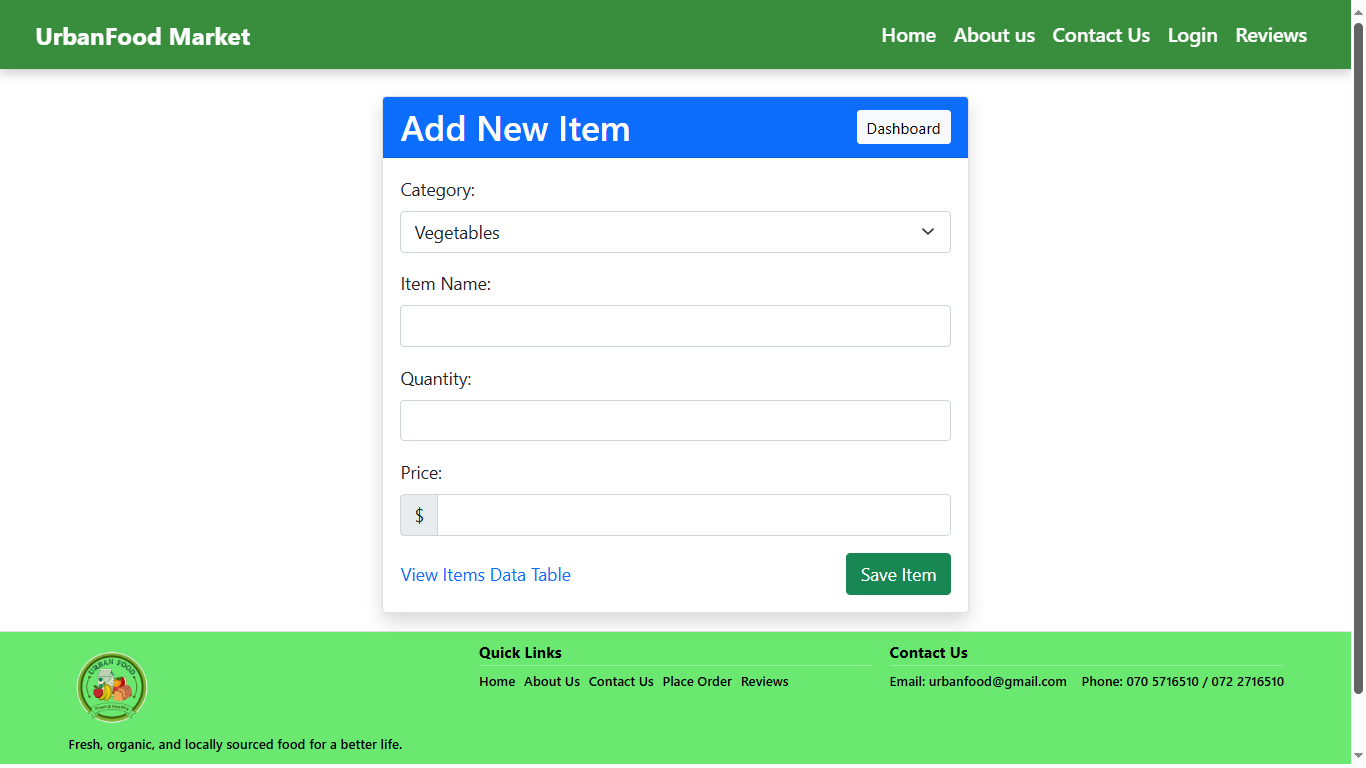 UrbanFood Market
Home About us Contact Us Login Reviews
Add New Item
Dashboard
Category:
Vegetables
Item Name:
Quantity:
Price:
$
View Items Data Table
Save Item
URBAN FOOD
Fresh & Healthy
Fresh, organic, and locally sourced food for a better life.
Quick Links
Home About Us Contact Us Place Order Reviews
Contact Us
Email: urbanfood@gmail.com Phone: 070 5716510 / 072 2716510